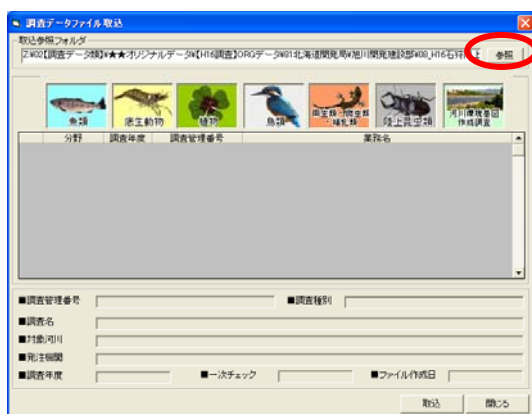 調査データファイル取込
取込参照フォルダ
Z:¥02【調査データ類】¥★★オリジナルデータ¥【H16調査】ORGデータ¥81北海道開発局¥旭川開発建設部¥08_H16石狩
参照
魚類
底生動物
植物
鳥類
両生類・爬虫類
・哺乳類
陸上昆虫類
河川環境基図
作成調査
分野 調査年度 調査管理番号 業務名
■調査管理番号 ■調査種別
■調査名
■対象河川
■発注機関
■調査年度 ■一次チェック ■ファイル作成日
取込 閉じる